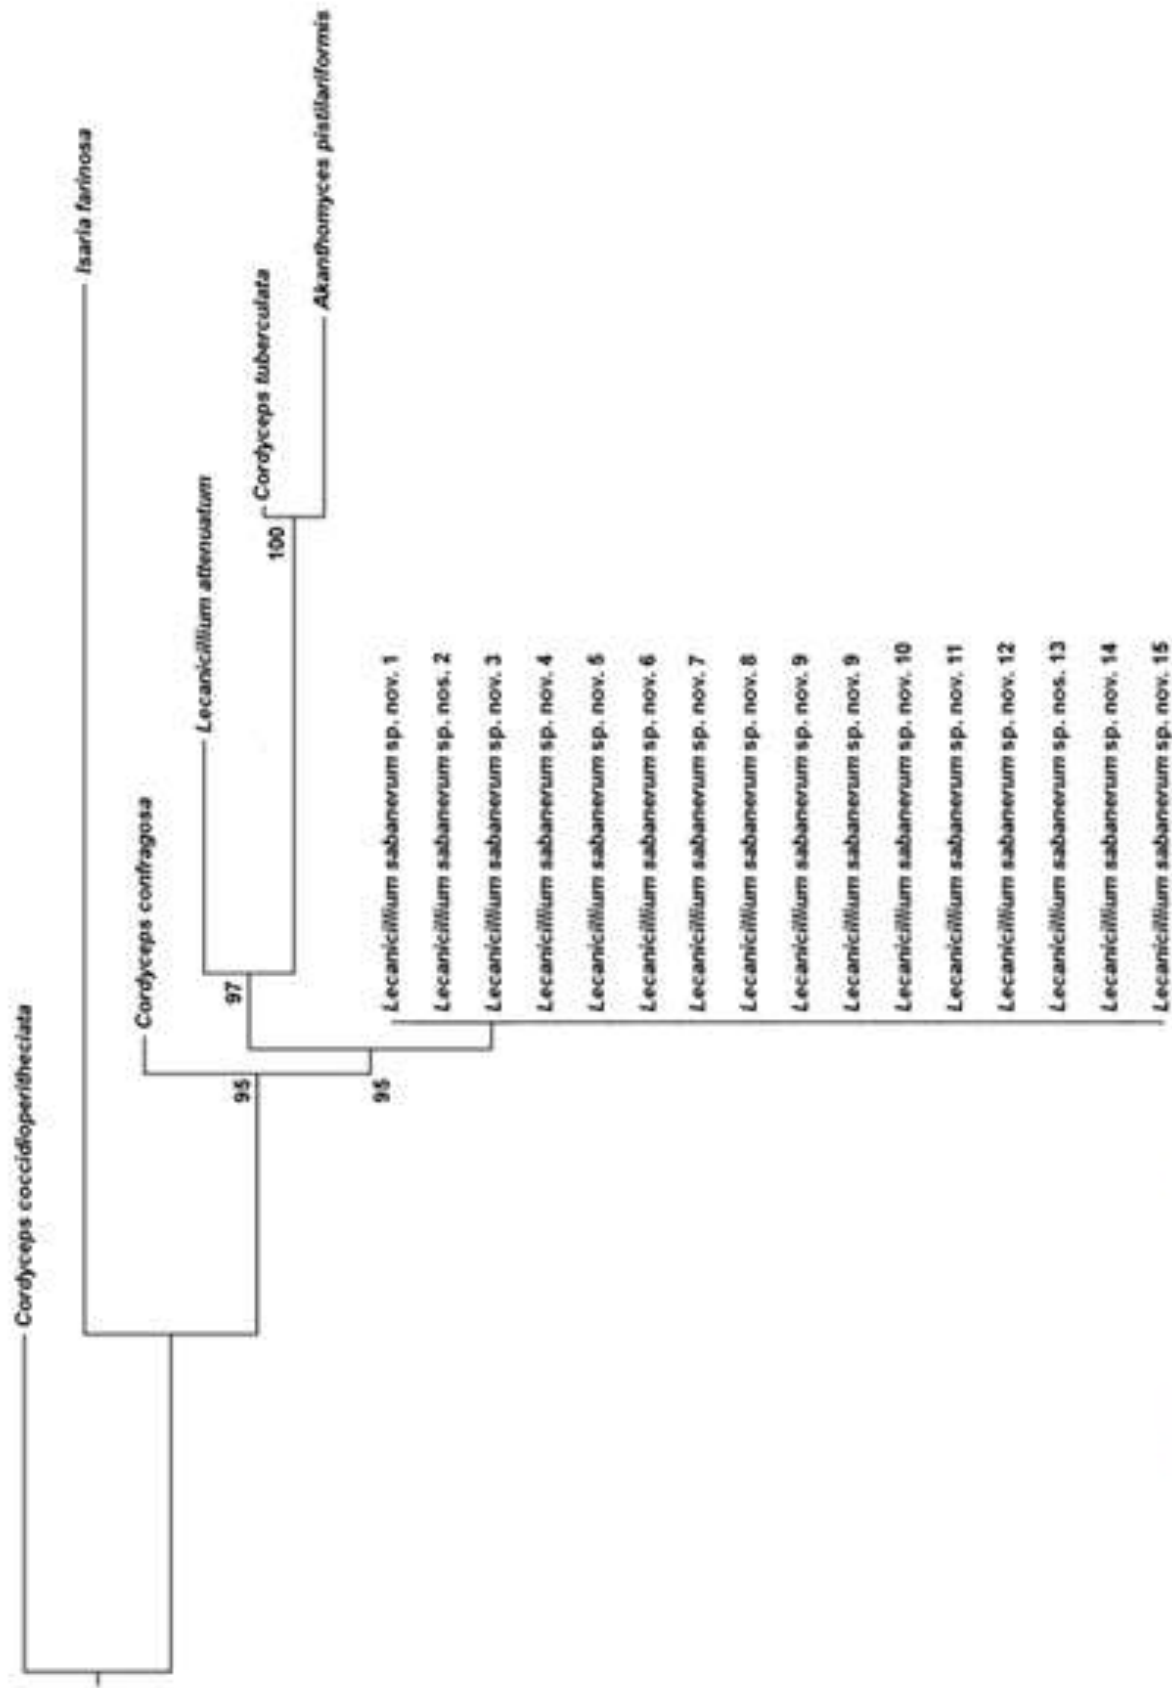 Cordyceps coccidioperitheciata
Isaria farinosa
Cordyceps confragosa
Lecanicillium attenuatum
Cordyceps tuberculata
Akanthomyces pistillariformis
100
97
95
95
Lecanicillium sabanerum sp. nov. 1
Lecanicillium sabanerum sp. nos. 2
Lecanicillium sabanerum sp. nov. 3
Lecanicillium sabanerum sp. nov. 4
Lecanicillium sabanerum sp. nov. 5
Lecanicillium sabanerum sp. nov. 6
Lecanicillium sabanerum sp. nov. 7
Lecanicillium sabanerum sp. nov. 8
Lecanicillium sabanerum sp. nov. 9
Lecanicillium sabanerum sp. nov. 9
Lecanicillium sabanerum sp. nov. 10
Lecanicillium sabanerum sp. nov. 11
Lecanicillium sabanerum sp. nov. 12
Lecanicillium sabanerum sp. nos. 13
Lecanicillium sabanerum sp. nov. 14
Lecanicillium sabanerum sp. nov. 15